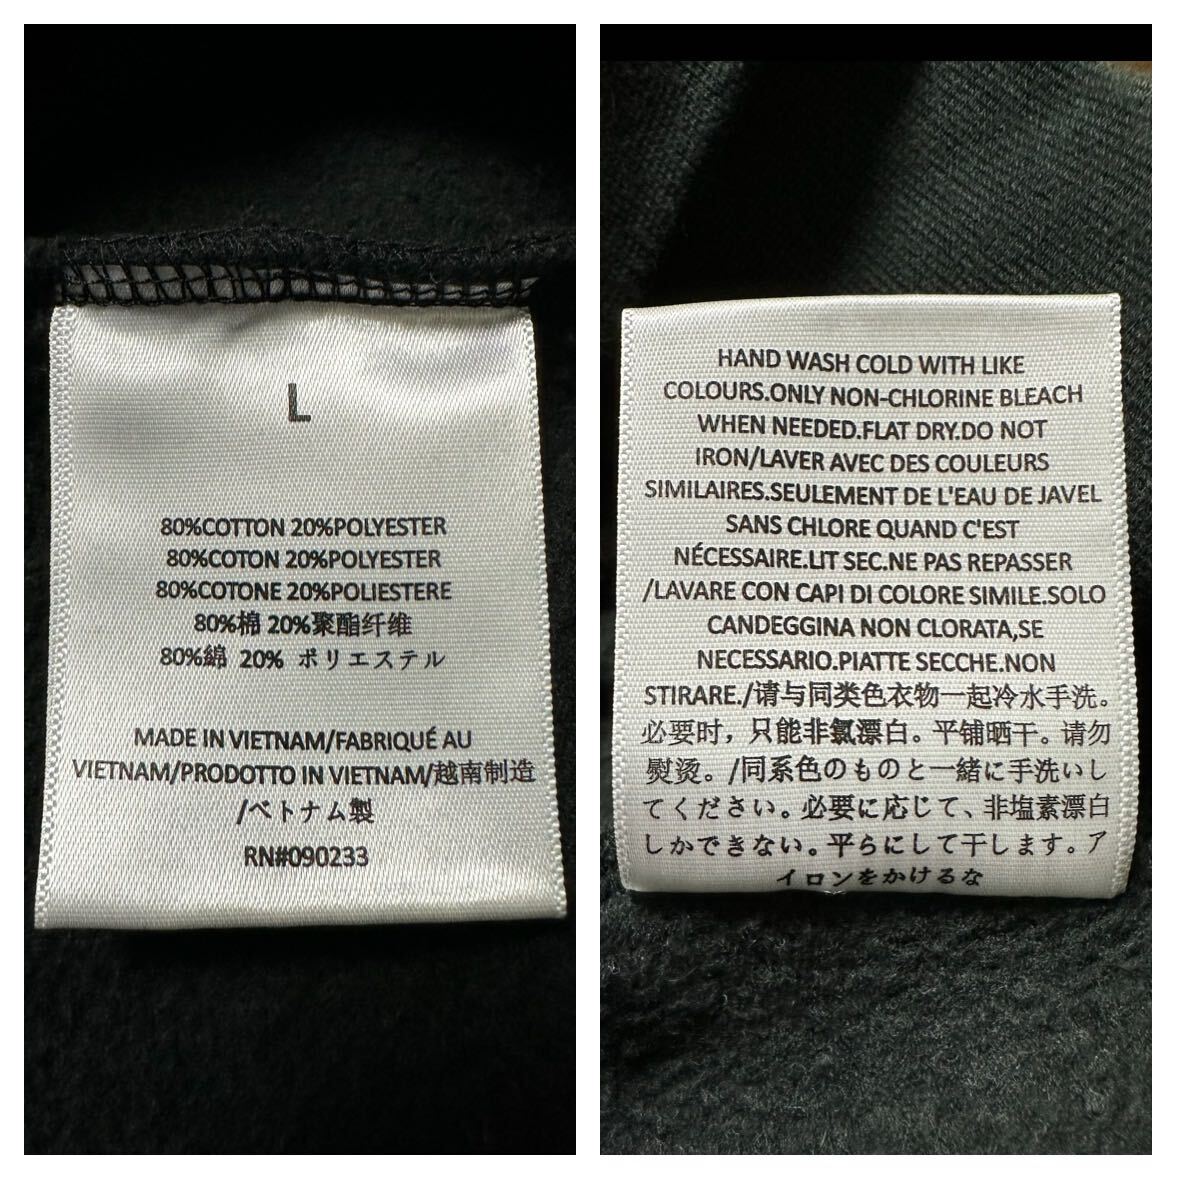 L
80%COTTON 20%POLYESTER
80%COTON 20%POLYESTER
80%COTONE 20%POLIESTERE
80%棉 20%聚酯纤维
80%綿 20% ポリエステル
MADE IN VIETNAM/FABRIQUÉ AU
VIETNAM/PRODOTTO IN VIETNAM/越南制造
/ベトナム製
RN#090233
HAND WASH COLD WITH LIKE
COLOURS.ONLY NON-CHLORINE BLEACH
WHEN NEEDED.FLAT DRY.DO NOT
IRON/LAVER AVEC DES COULEURS
SIMILAIRES.SEULEMENT DE L'EAU DE JAVEL
SANS CHLORE QUAND C'EST
NÉCESSAIRE.LIT SEC.NE PAS REPASSER
/LAVARE CON CAPI DI COLORE SIMILE.SOLO
CANDEGGINA NON CLORATA,SE
NECESSARIO.PIATTE SECCHE.NON
STIRARE./请与同类色衣物一起冷水手洗。
必要时，只能非氯漂白。平铺晒干。请勿
熨烫。/同系色のものと一緒に手洗いし
てください。必要に応じて、非塩素漂白
しかできない。平らにして干します。ア
イロンをかけるな